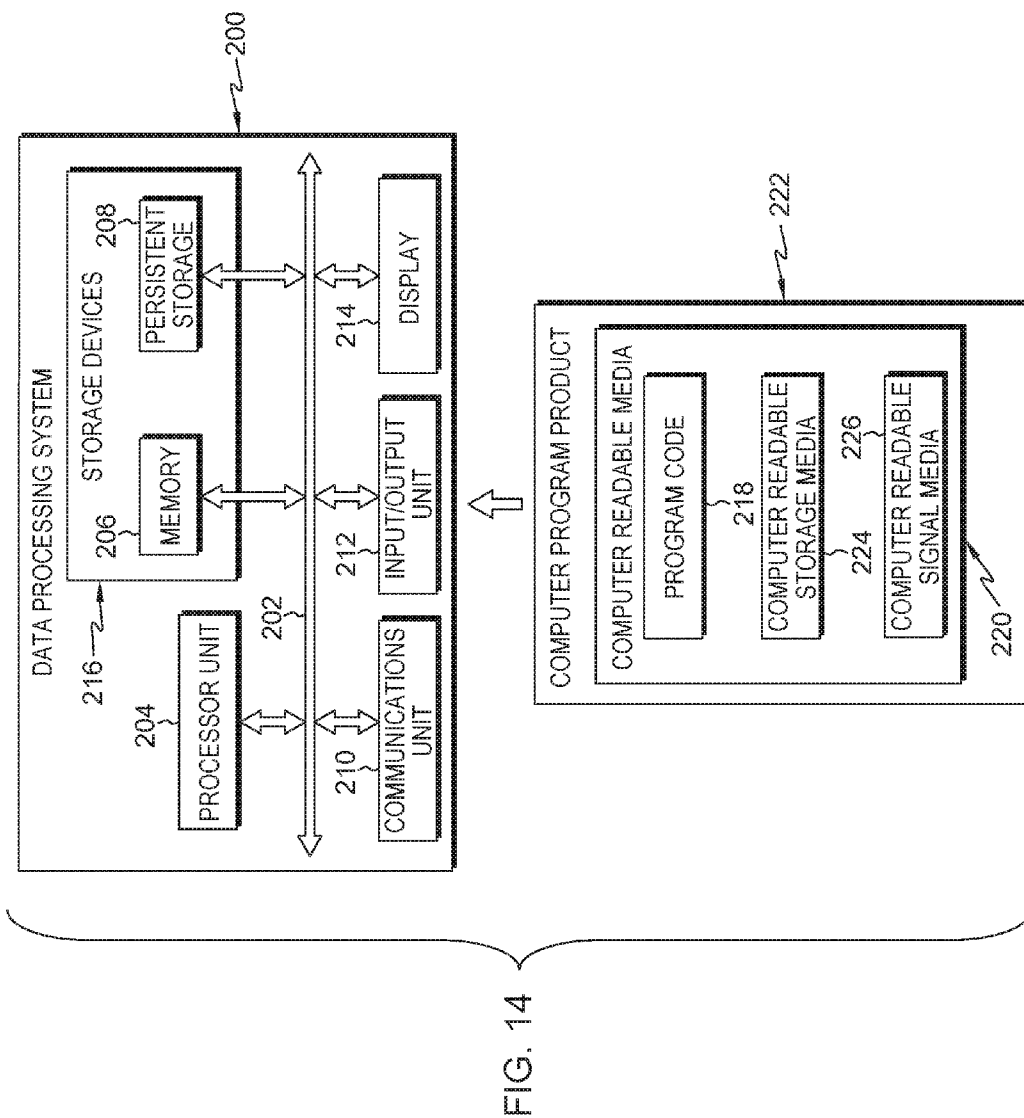 DATA PROCESSING SYSTEM
200
STORAGE DEVICES
216
204
PROCESSOR UNIT
206
MEMORY
208
PERSISTENT
STORAGE
202
210
COMMUNICATIONS
UNIT
212
INPUT/OUTPUT
UNIT
214
DISPLAY
COMPUTER PROGRAM PRODUCT
222
COMPUTER READABLE MEDIA
PROGRAM CODE
218
COMPUTER READABLE
STORAGE MEDIA
224
226
COMPUTER READABLE
SIGNAL MEDIA
220
FIG. 14